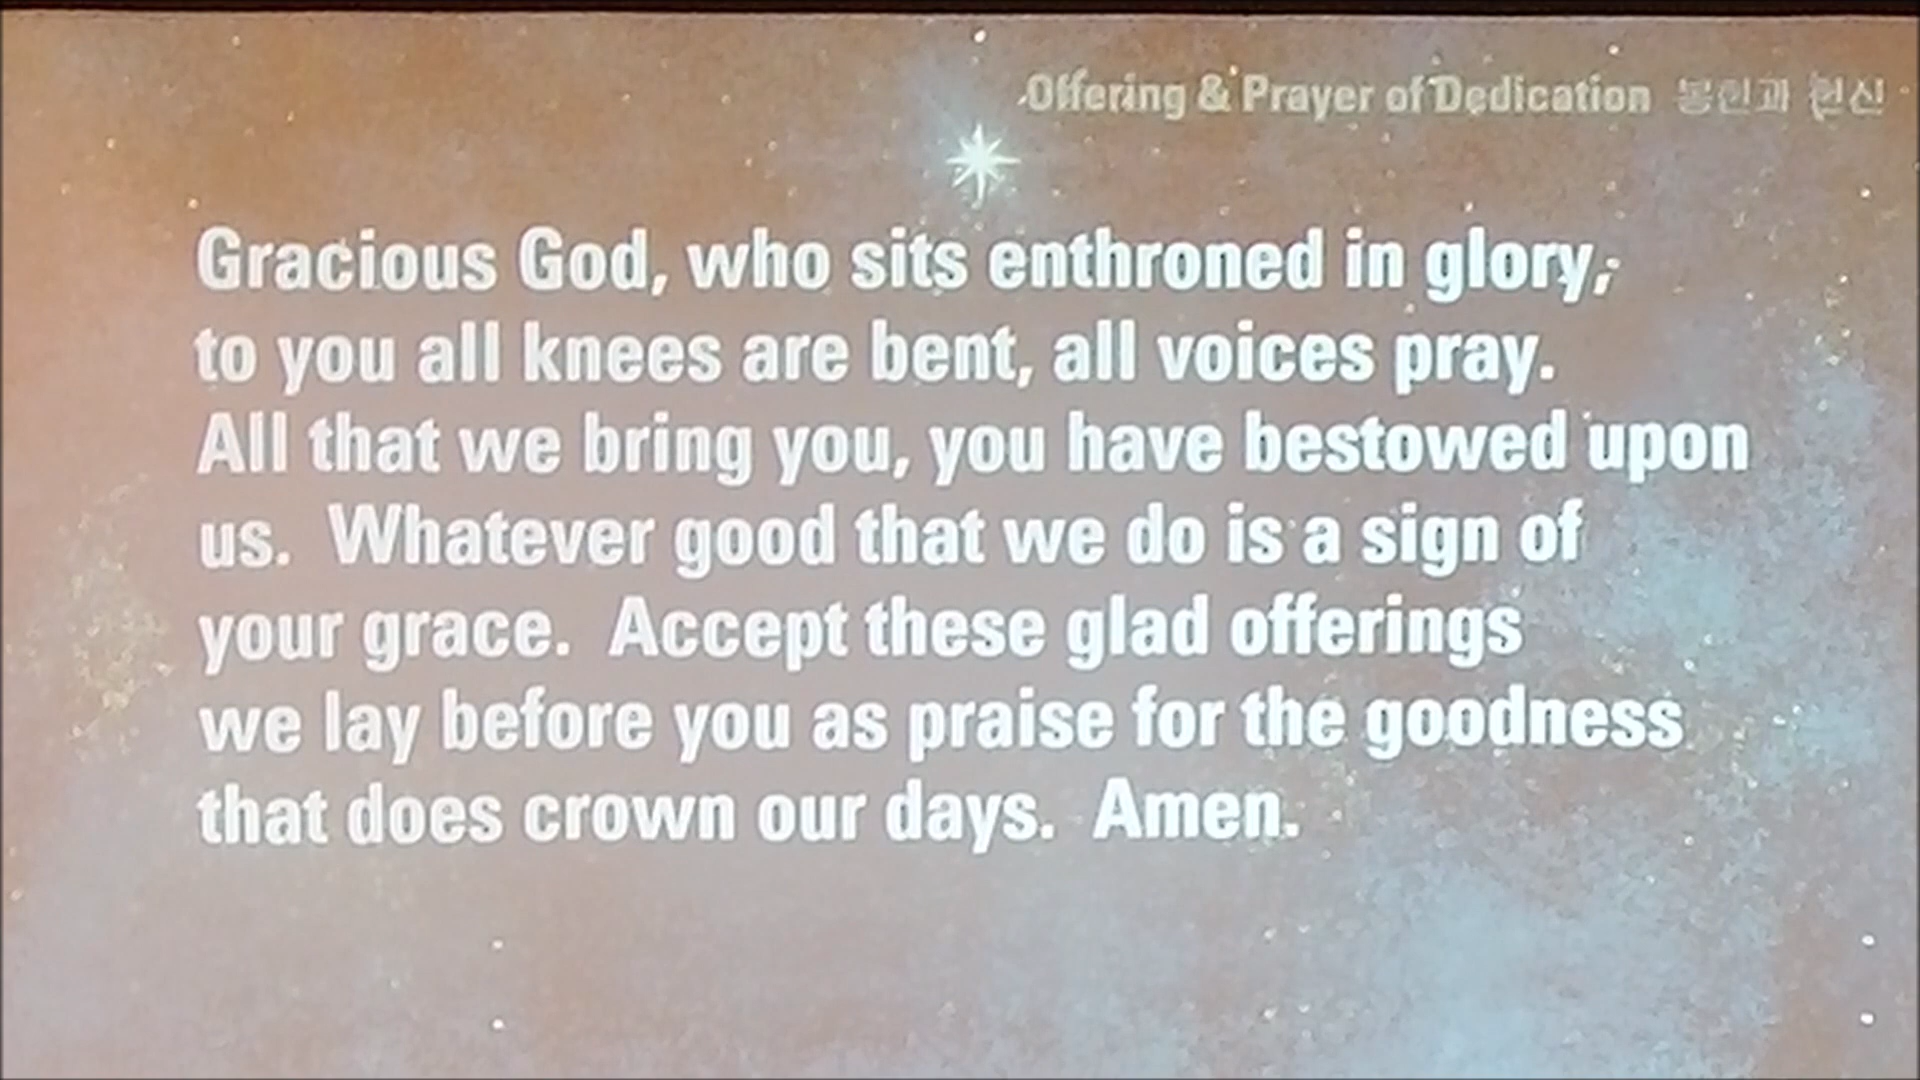 Offering & Prayer of Dedication 봉헌과 헌신
Gracious God, who sits enthroned in glory,
to you all knees are bent, all voices pray.
All that we bring you, you have bestowed upon
us. Whatever good that we do is a sign of
your grace. Accept these glad offerings
we lay before you as praise for the goodness
that does crown our days. Amen.